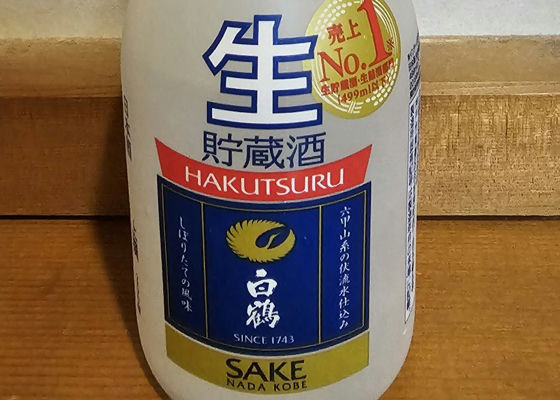 生
貯蔵酒
売上
No.1※
生貯蔵酒・生酒市場
(499ml以下)
HAKUTSURU
六甲山系の伏流水仕込み
しぼりたての風味
白鶴
SINCE 1743
SAKE
NADA KOBE